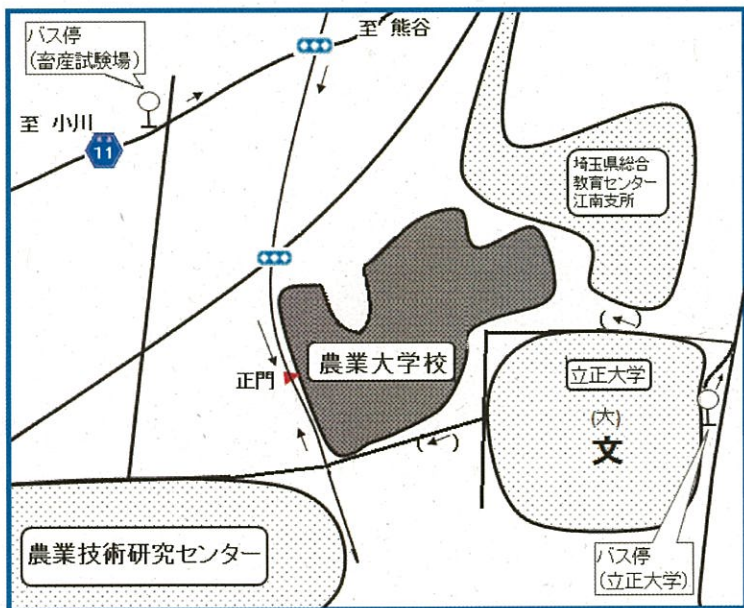 バス停
(畜産試験場)
至 熊谷
至 小川
11
埼玉県総合
教育センター
江南支所
農業大学校
正門
立正大学
(大)
文
農業技術研究センター
バス停
(立正大学)